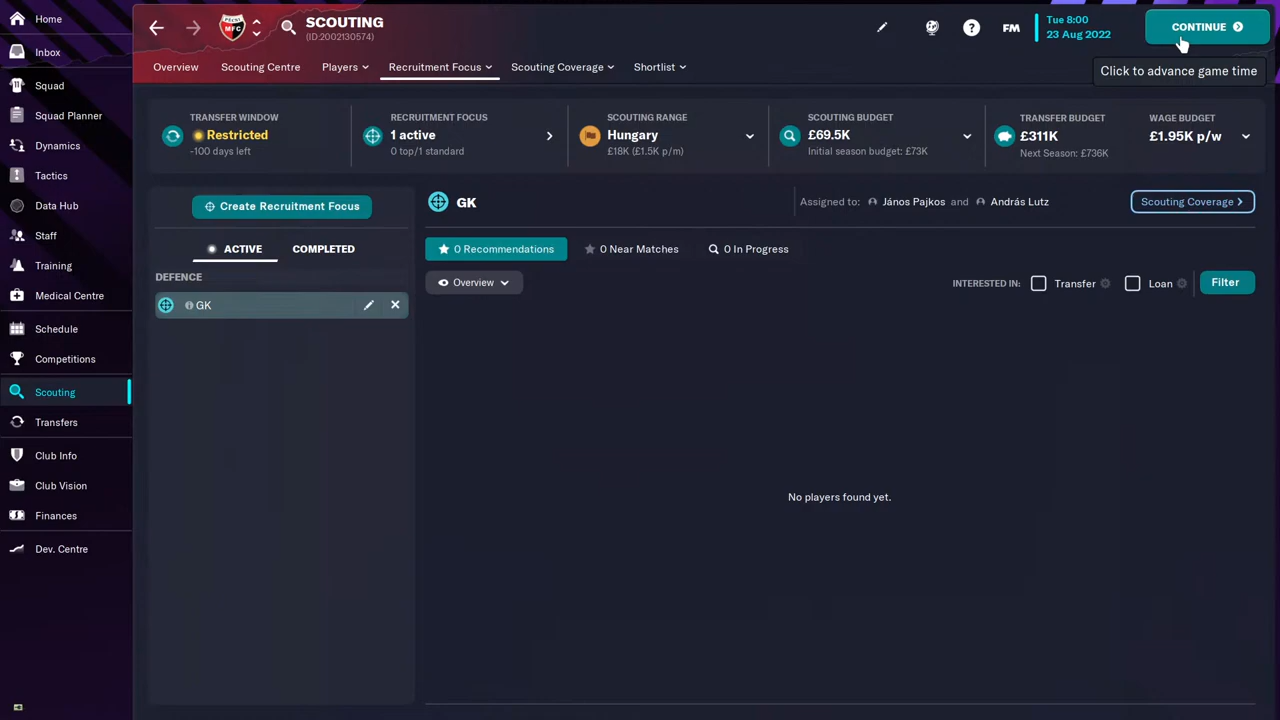 Home
Inbox
Squad
Squad Planner
Dynamics
Tactics
Data Hub
Staff
Training
Medical Centre
Schedule
Competitions
Scouting
Transfers
Club Info
Club Vision
Finances
Dev. Centre
MFC
SCOUTING
(ID:2002130574)
?
FM
Tue 8:00
23 Aug 2022
CONTINUE
Click to advance game time
Overview
Scouting Centre
Players
Recruitment Focus
Scouting Coverage
Shortlist
TRANSFER WINDOW
Restricted
-100 days left
RECRUITMENT FOCUS
1 active
0 top/1 standard
SCOUTING RANGE
Hungary
£18K (£1.5K p/m)
SCOUTING BUDGET
£69.5K
Initial season budget: £73K
TRANSFER BUDGET
£311K
Next Season: £736K
WAGE BUDGET
£1.95K p/w
Create Recruitment Focus
ACTIVE
COMPLETED
DEFENCE
GK
GK
Assigned to: János Pajkos and András Lutz
Scouting Coverage
0 Recommendations
0 Near Matches
0 In Progress
Overview
INTERESTED IN: Transfer Loan
Filter
No players found yet.